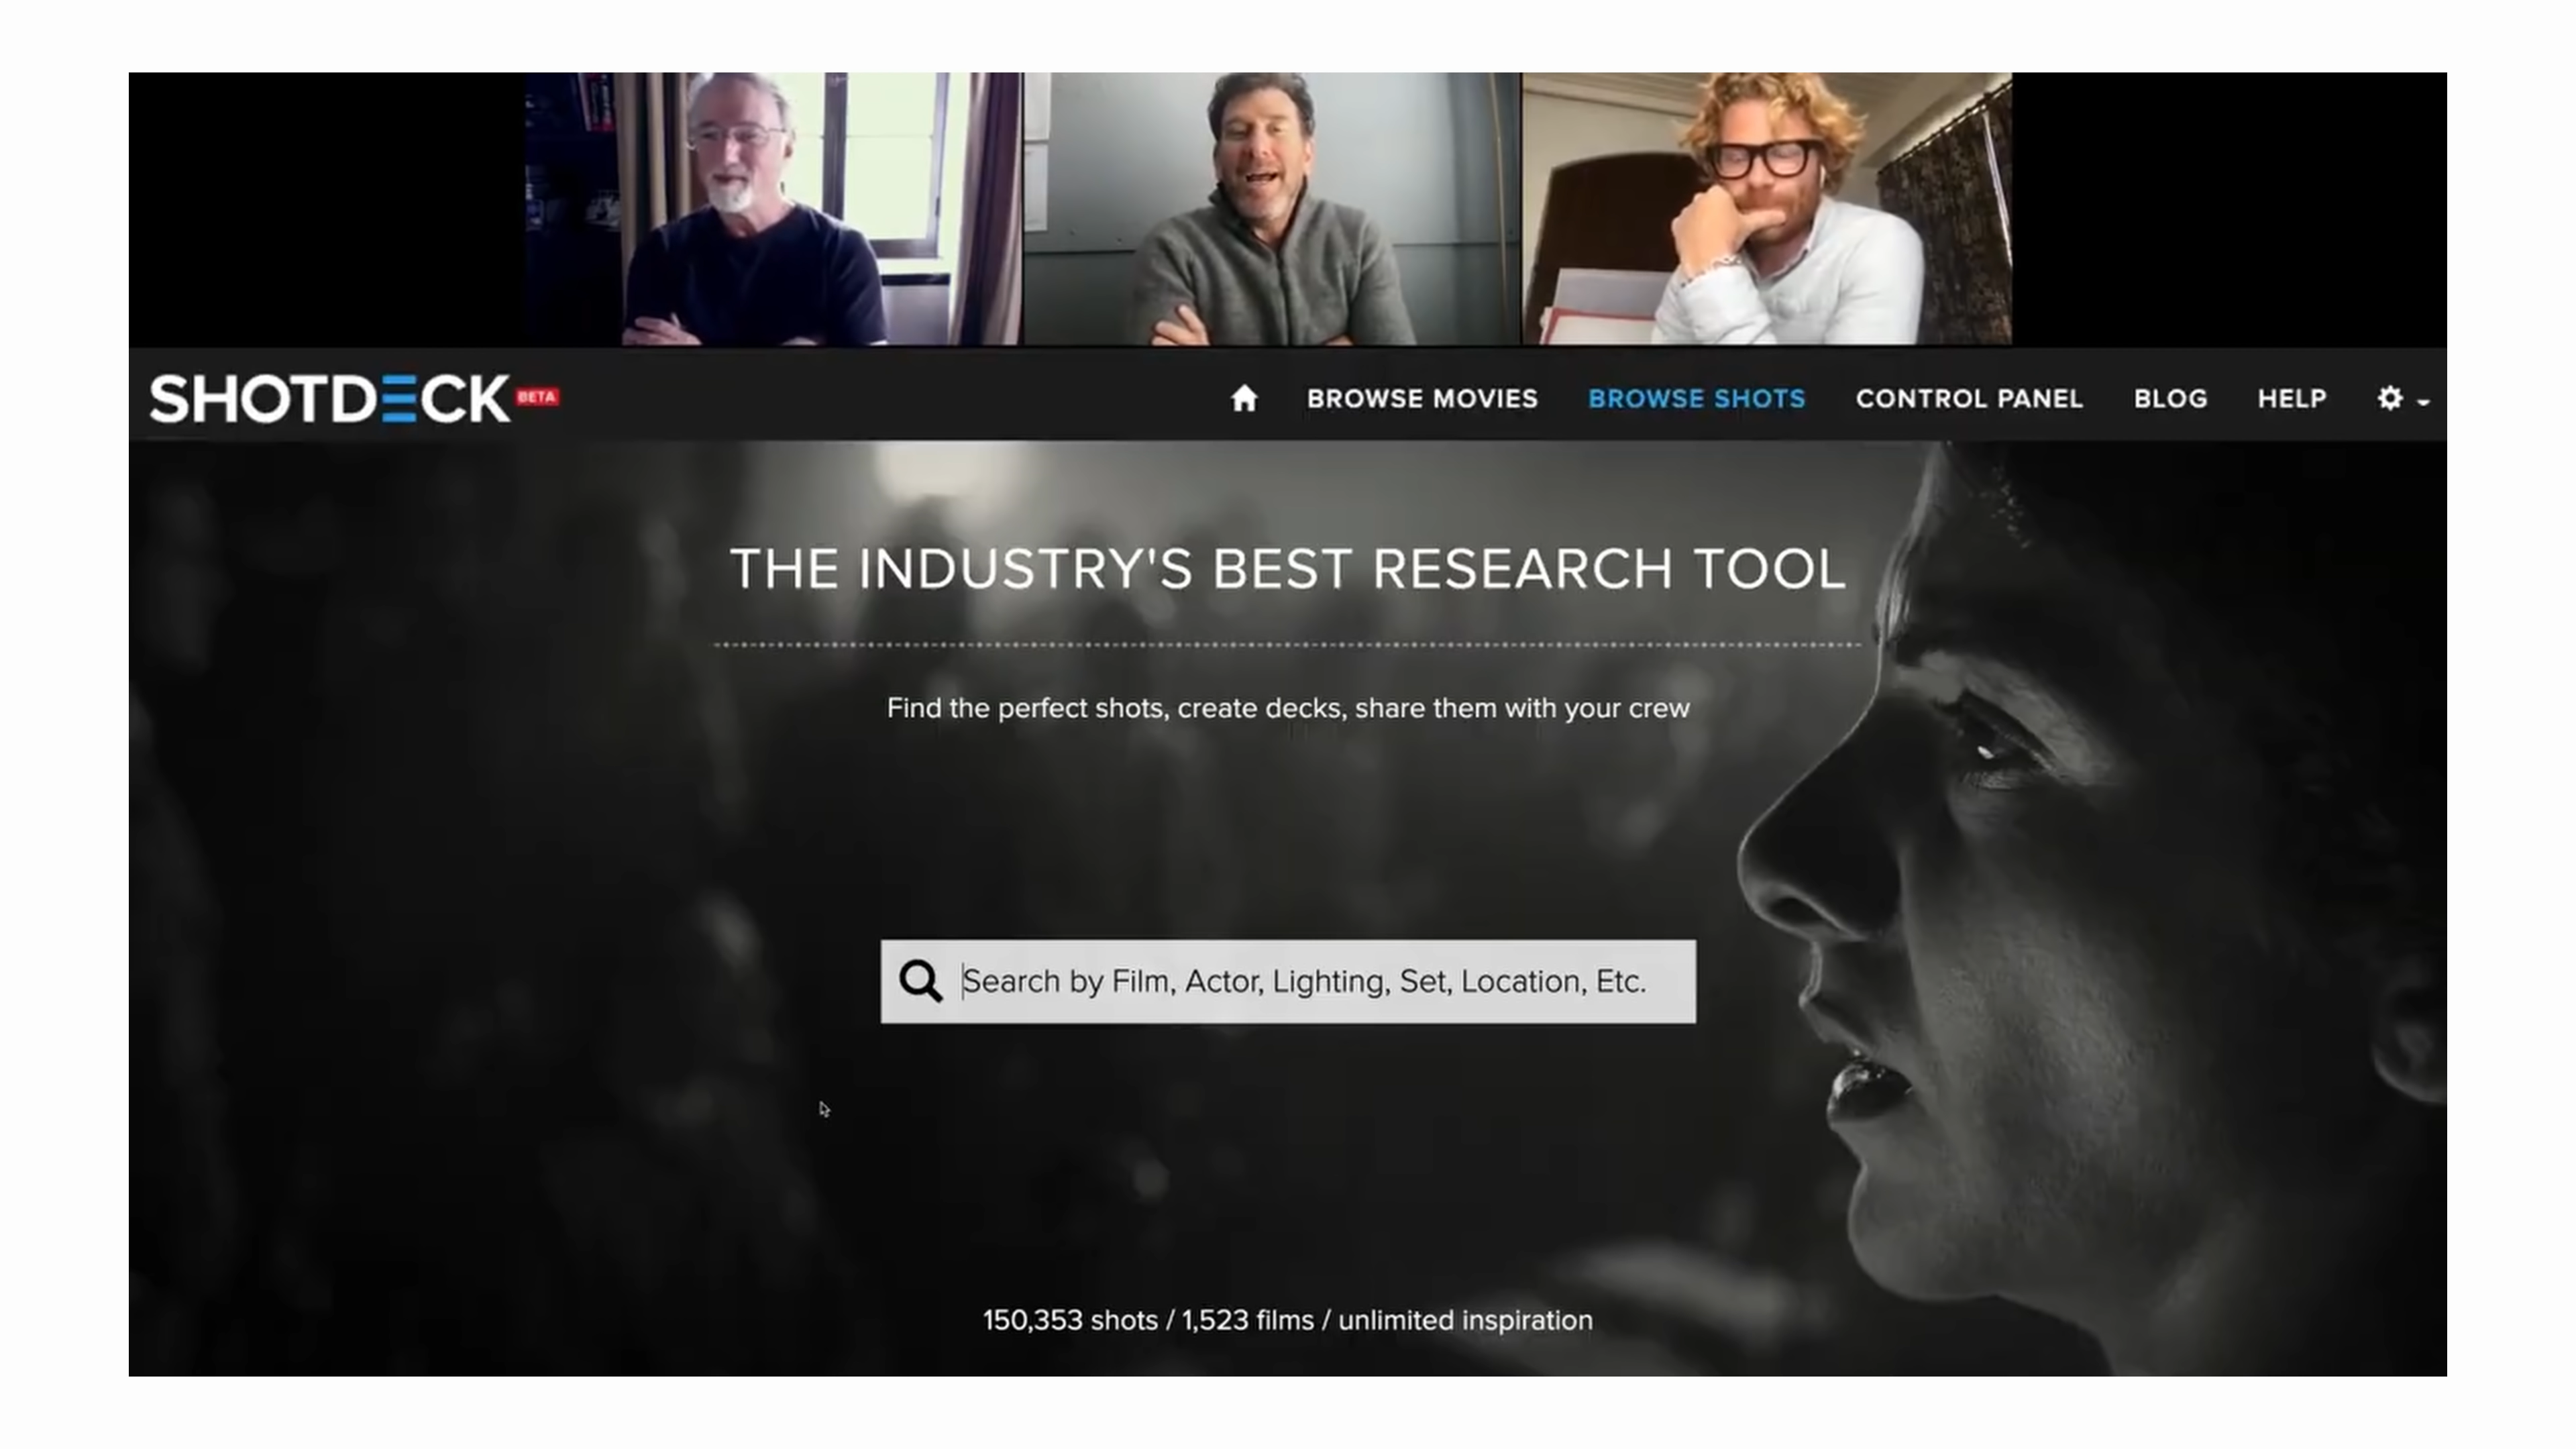 SHOTDECK BETA
BROWSE MOVIES BROWSE SHOTS CONTROL PANEL BLOG HELP
THE INDUSTRY'S BEST RESEARCH TOOL
Find the perfect shots, create decks, share them with your crew
Search by Film, Actor, Lighting, Set, Location, Etc.
150,353 shots / 1,523 films / unlimited inspiration